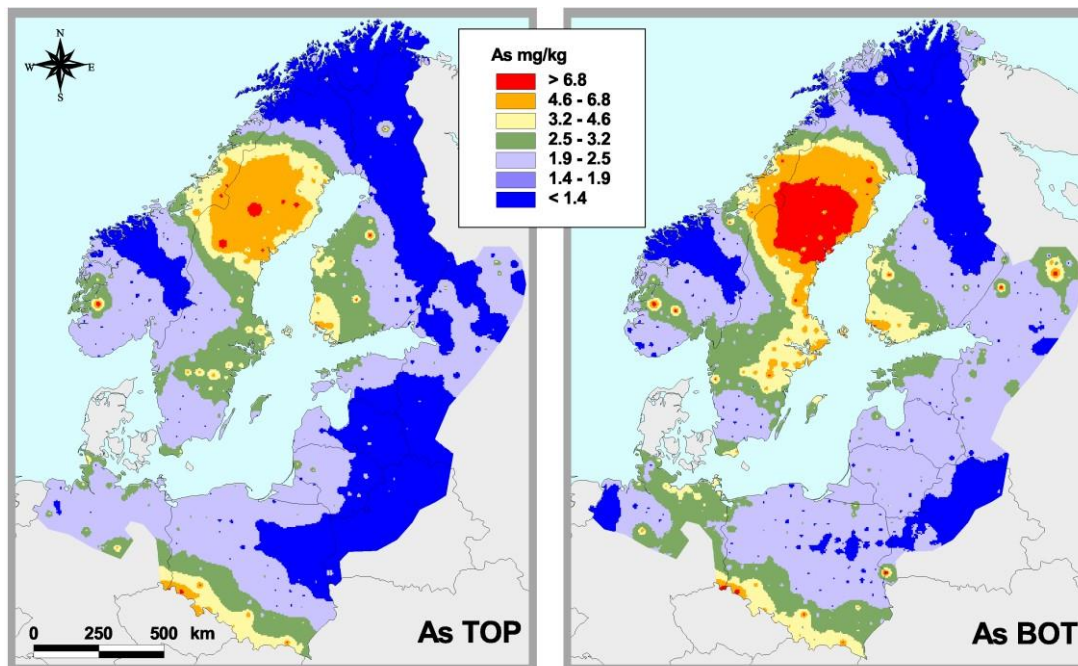 N
W E
S
As mg/kg
> 6.8
4.6 - 6.8
3.2 - 4.6
2.5 - 3.2
1.9 - 2.5
1.4 - 1.9
< 1.4
0 250 500 km
As TOP
As BOT